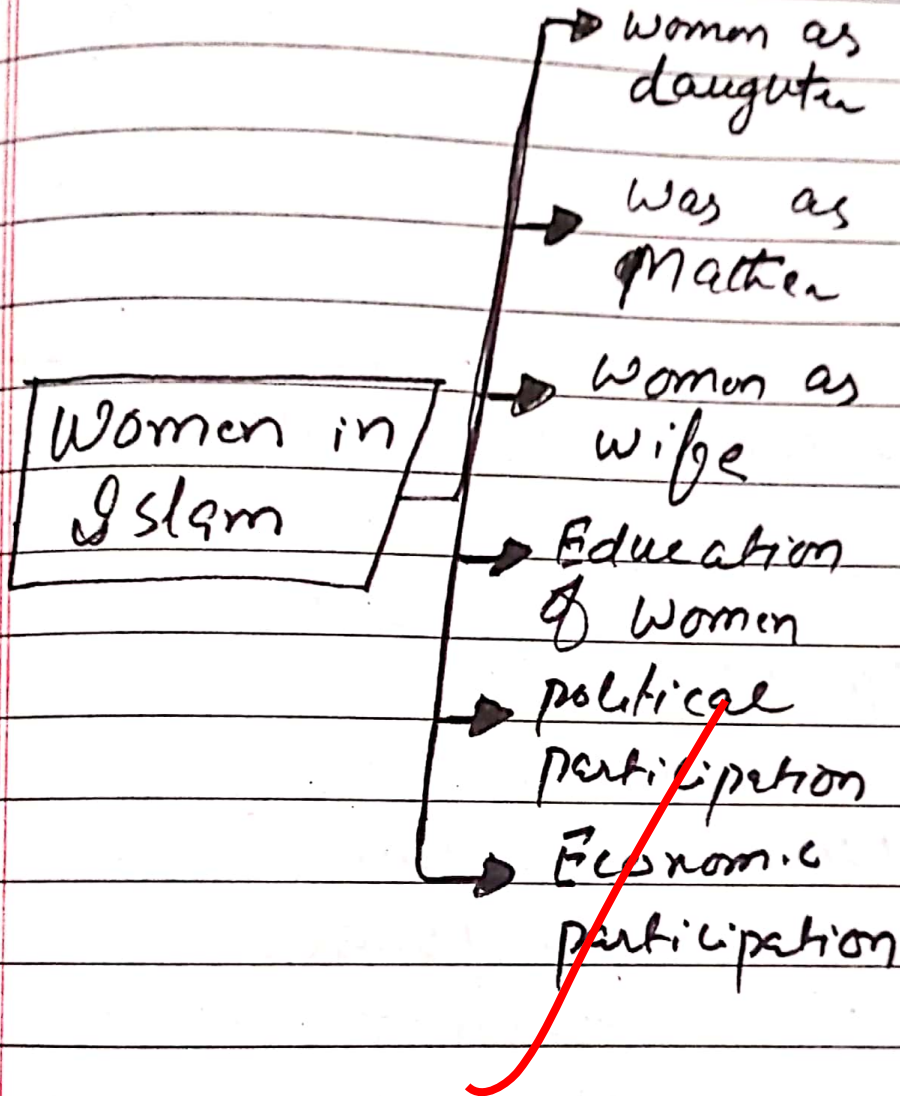 women as
daughter
was as
Mather
Women in
Islam
women as
wife
Education
of women
political
participation
Economic
participation